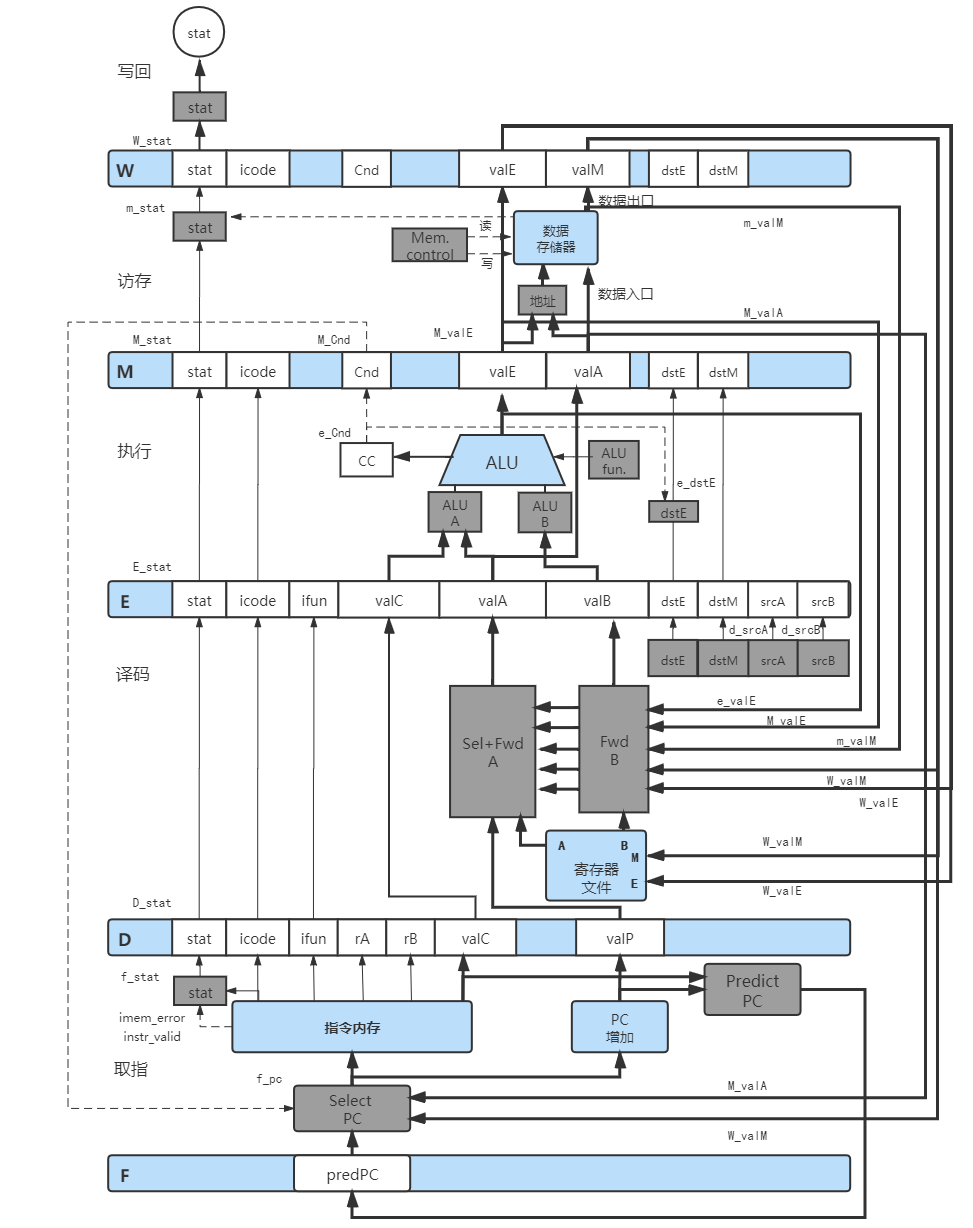 stat
写回
stat
W_stat
W
stat
icode
Cnd
valE
valM
dstE
dstM
数据出口
m_stat
stat
读
Mem.
control
写
数据
存储器
m_valM
访存
地址
数据入口
M_valA
M_stat
M_Cnd
M_valE
M
stat
icode
Cnd
valE
valA
dstE
dstM
执行
e_Cnd
CC
ALU
ALU
fun.
e_dstE
ALU
A
ALU
B
dstE
E_stat
E
stat
icode
ifun
valC
valA
valB
dstE
dstM
srcA
srcB
d_srcA
d_srcB
dstE
dstM
srcA
srcB
译码
e_valE
M_valE
Sel+Fwd
A
Fwd
B
m_valM
W_valM
W_valE
A
B
M
寄存器
文件
E
W_valM
W_valE
D_stat
D
stat
icode
ifun
rA
rB
valC
valP
f_stat
stat
Predict
PC
imem_error
instr_valid
指令内存
PC
增加
取指
f_pc
Select
PC
M_valA
W_valM
F
predPC